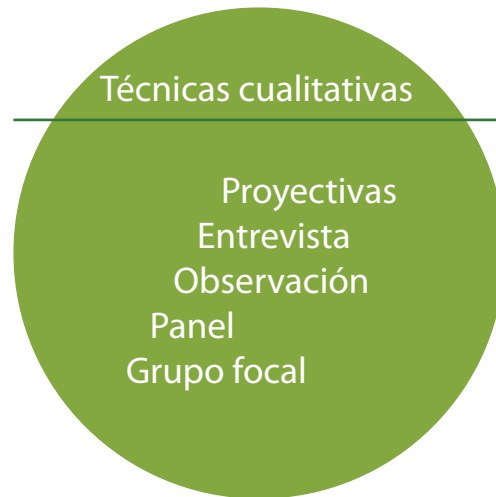 Técnicas cualitativas
Proyectivas
Entrevista
Observación
Panel
Grupo focal